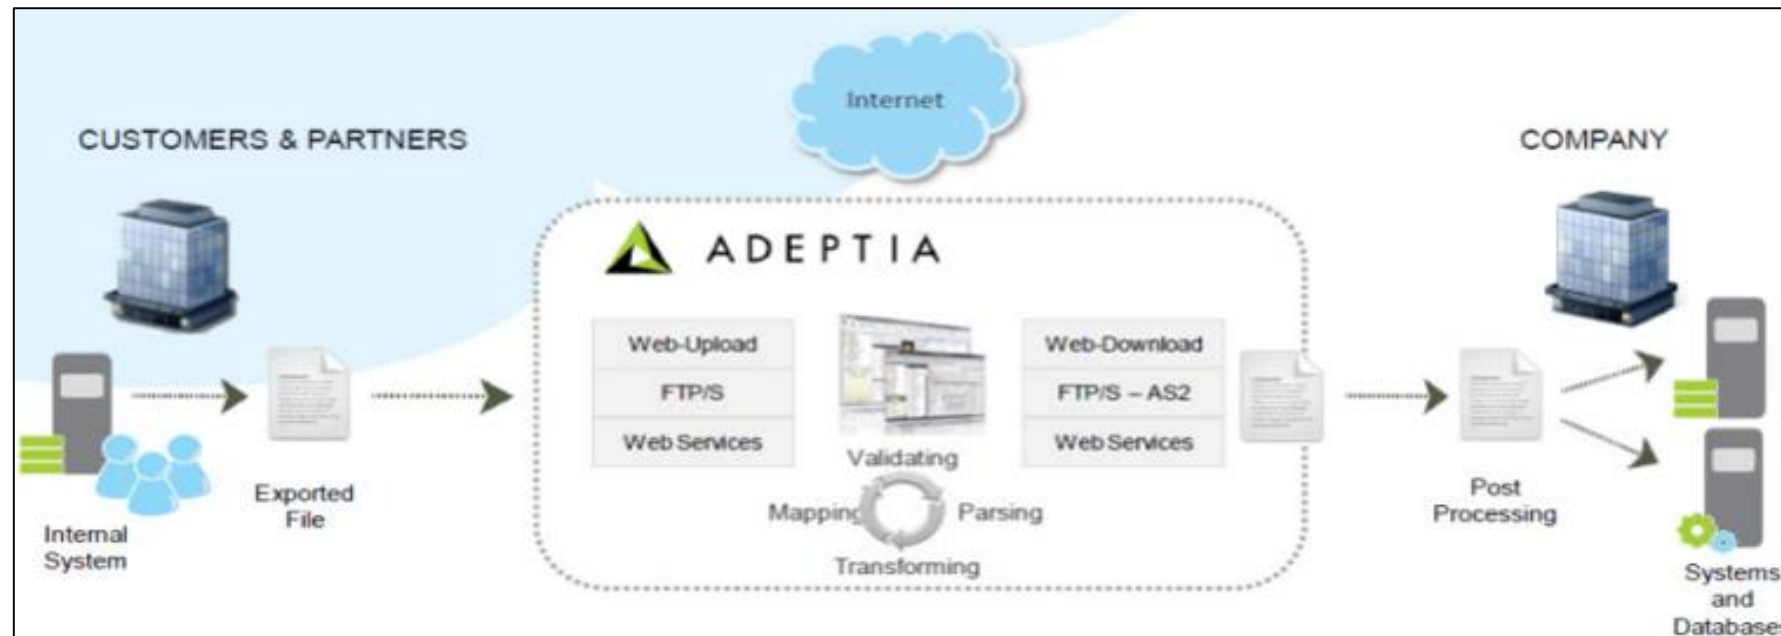 Internet
CUSTOMERS & PARTNERS
COMPANY
ADEPTIA
Web-Upload
FTP/S
Web Services
Web-Download
FTP/S – AS2
Web Services
Validating
Mapping
Parsing
Transforming
Internal
System
Exported
File
Post
Processing
Systems
and
Databases